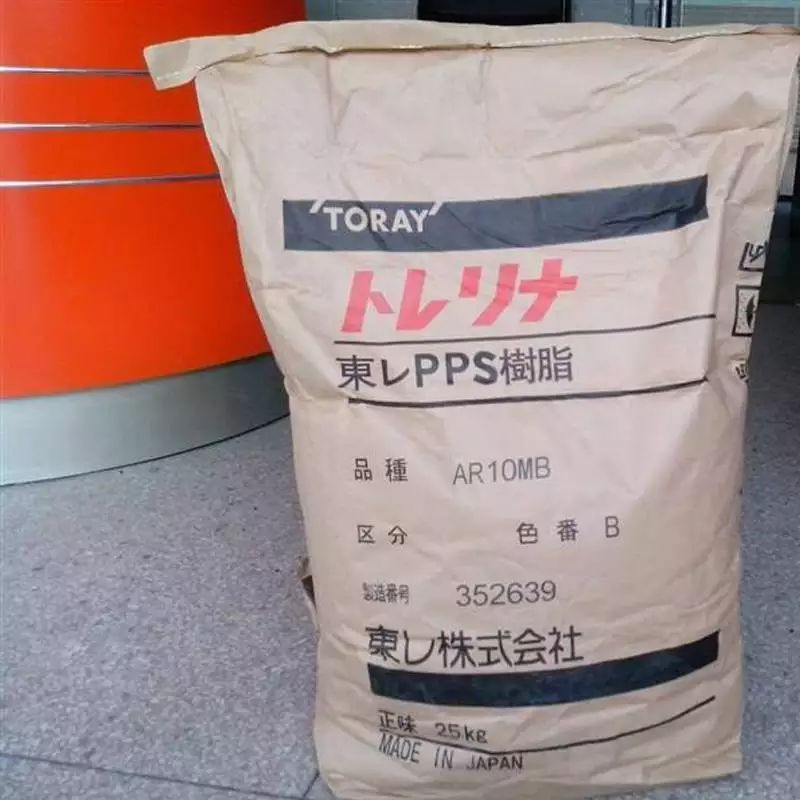 TORAY
トレリナ
東レPPS樹脂
品種 AR10MB
区分 色番 B
製造番号 352639
東レ株式会社
正味 25kg
MADE IN JAPAN